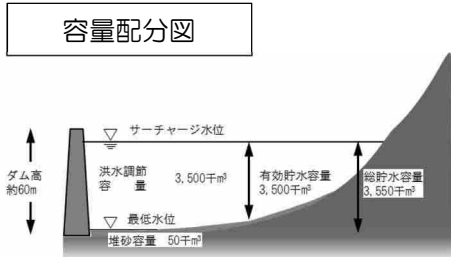 容量配分図
サーチャージ水位
ダム高
約60m
洪水調節
容　量
3,500千m³
有効貯水容量
3,500千m³
総貯水容量
3,550千m³
最低水位
堆砂容量 50千m³